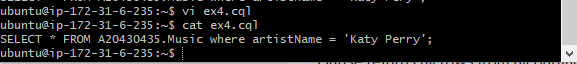 ubuntu@ip-172-31-6-235:~$ vi ex4.cql
ubuntu@ip-172-31-6-235:~$ cat ex4.cql
SELECT * FROM A20430435.Music where artistName = 'Katy Perry';
ubuntu@ip-172-31-6-235:~$